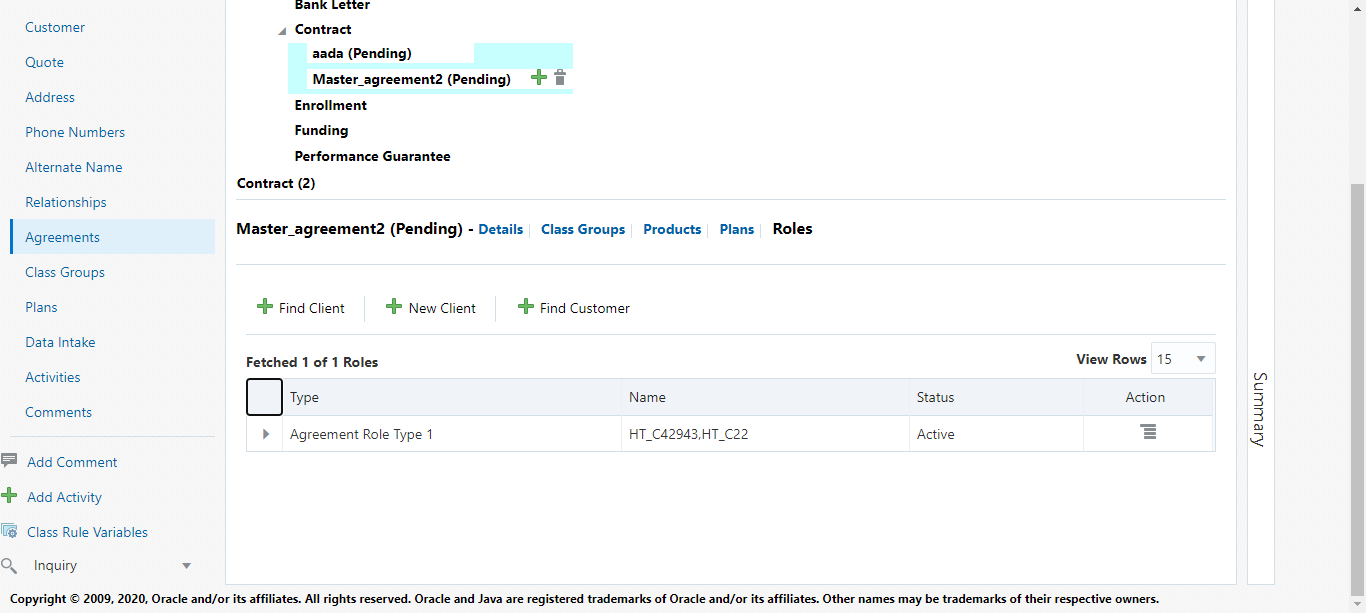 Customer
Quote
Address
Phone Numbers
Alternate Name
Relationships
Agreements
Class Groups
Plans
Data Intake
Activities
Comments
Add Comment
Add Activity
Class Rule Variables
Inquiry
Bank Letter
Contract
aada (Pending)
Master_agreement2 (Pending)
Enrollment
Funding
Performance Guarantee
Contract (2)
Master_agreement2 (Pending) - Details Class Groups Products Plans Roles
Find Client New Client Find Customer
Fetched 1 of 1 Roles View Rows 15
Type Name Status Action
Agreement Role Type 1 HT_C42943,HT_C22 Active
Summary
Copyright © 2009, 2020, Oracle and/or its affiliates. All rights reserved. Oracle and Java are registered trademarks of Oracle and/or its affiliates. Other names may be trademarks of their respective owners.